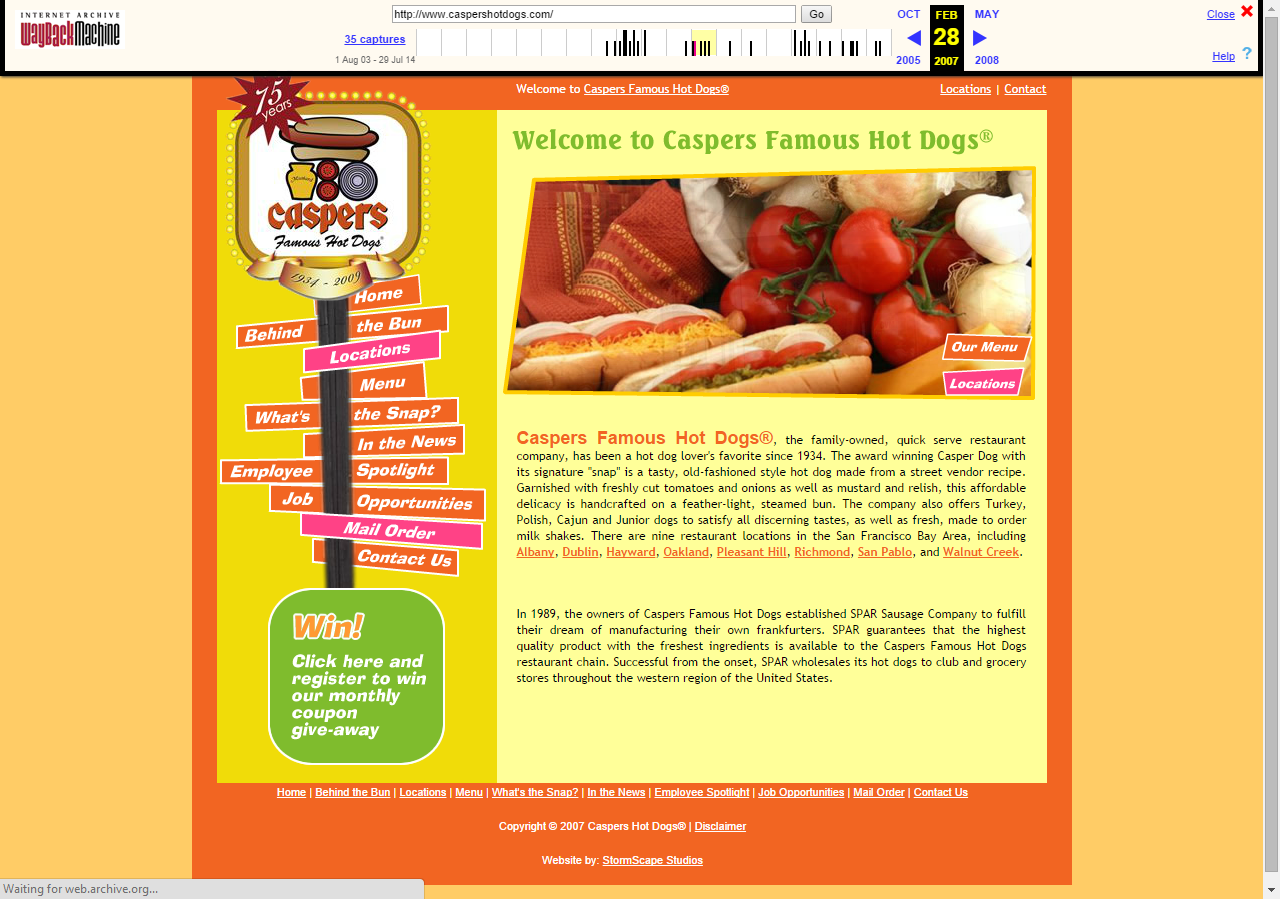 INTERNET ARCHIVE
WayBackMachine
http://www.caspershotdogs.com/
Go
35 captures
1 Aug 03 - 29 Jul 14
OCT FEB MAY
28
2005 2007 2008
Close
Help ?
Welcome to Caspers Famous Hot Dogs®
Locations | Contact
75
years
Mustard
caspers
Famous Hot Dogs®
1934 - 2009
Home
Behind the Bun
Locations
Menu
What's the Snap?
In the News
Employee Spotlight
Job Opportunities
Mail Order
Contact Us
Win!
Click here and
register to win
our monthly
coupon
give-away
Welcome to Caspers Famous Hot Dogs®
Our Menu
Locations
Caspers Famous Hot Dogs®, the family-owned, quick serve restaurant
company, has been a hot dog lover's favorite since 1934. The award winning Casper Dog with
its signature "snap" is a tasty, old-fashioned style hot dog made from a street vendor recipe.
Garnished with freshly cut tomatoes and onions as well as mustard and relish, this affordable
delicacy is handcrafted on a feather-light, steamed bun. The company also offers Turkey,
Polish, Cajun and Junior dogs to satisfy all discerning tastes, as well as fresh, made to order
milk shakes. There are nine restaurant locations in the San Francisco Bay Area, including
Albany, Dublin, Hayward, Oakland, Pleasant Hill, Richmond, San Pablo, and Walnut Creek.
In 1989, the owners of Caspers Famous Hot Dogs established SPAR Sausage Company to fulfill
their dream of manufacturing their own frankfurters. SPAR guarantees that the highest
quality product with the freshest ingredients is available to the Caspers Famous Hot Dogs
restaurant chain. Successful from the onset, SPAR wholesales its hot dogs to club and grocery
stores throughout the western region of the United States.
Home | Behind the Bun | Locations | Menu | What's the Snap? | In the News | Employee Spotlight | Job Opportunities | Mail Order | Contact Us
Copyright © 2007 Caspers Hot Dogs® | Disclaimer
Website by: StormScape Studios
Waiting for web.archive.org...